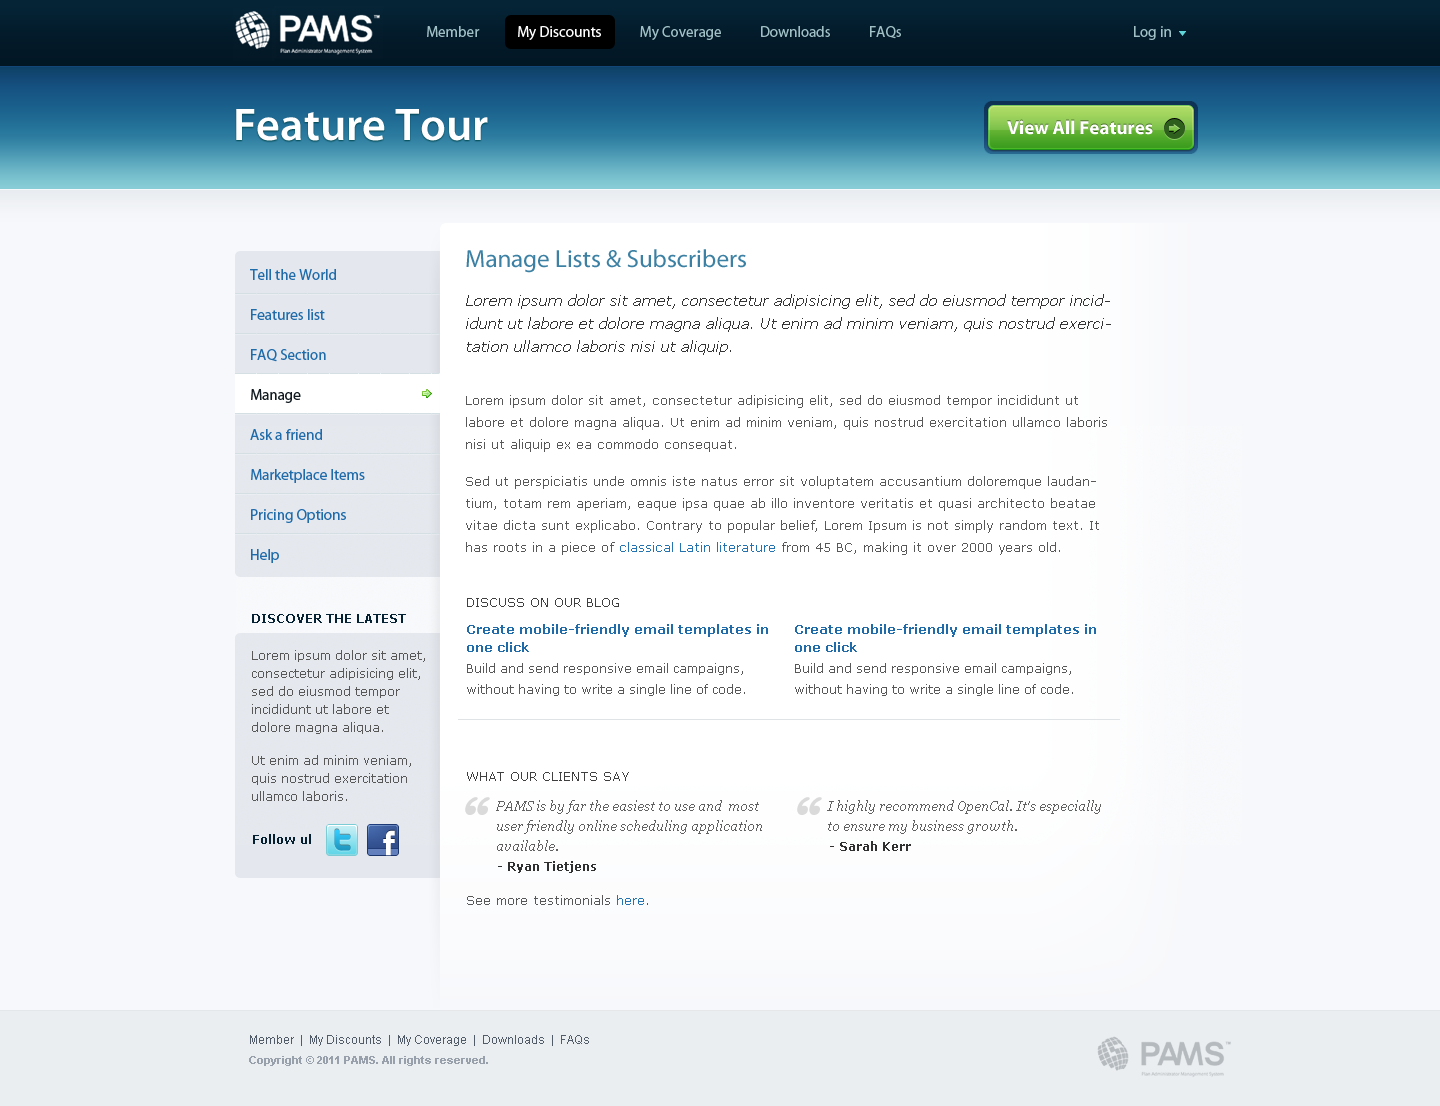 PAMS™
Plan Administrator Management System
Member
My Discounts
My Coverage
Downloads
FAQs
Log in
Feature Tour
View All Features
Tell the World
Features list
FAQ Section
Manage
Ask a friend
Marketplace Items
Pricing Options
Help
DISCOVER THE LATEST
Lorem ipsum dolor sit amet,
consectetur adipisicing elit,
sed do eiusmod tempor
incididunt ut labore et
dolore magna aliqua.
Ut enim ad minim veniam,
quis nostrud exercitation
ullamco laboris.
Follow ul
Manage Lists & Subscribers
Lorem ipsum dolor sit amet, consectetur adipisicing elit, sed do eiusmod tempor incid-
idunt ut labore et dolore magna aliqua. Ut enim ad minim veniam, quis nostrud exerci-
tation ullamco laboris nisi ut aliquip.
Lorem ipsum dolor sit amet, consectetur adipisicing elit, sed do eiusmod tempor incididunt ut
labore et dolore magna aliqua. Ut enim ad minim veniam, quis nostrud exercitation ullamco laboris
nisi ut aliquip ex ea commodo consequat.
Sed ut perspiciatis unde omnis iste natus error sit voluptatem accusantium doloremque laudan-
tium, totam rem aperiam, eaque ipsa quae ab illo inventore veritatis et quasi architecto beatae
vitae dicta sunt explicabo. Contrary to popular belief, Lorem Ipsum is not simply random text. It
has roots in a piece of classical Latin literature from 45 BC, making it over 2000 years old.
DISCUSS ON OUR BLOG
Create mobile-friendly email templates in
one click
Build and send responsive email campaigns,
without having to write a single line of code.
Create mobile-friendly email templates in
one click
Build and send responsive email campaigns,
without having to write a single line of code.
WHAT OUR CLIENTS SAY
PAMS is by far the easiest to use and most
user friendly online scheduling application
available.
- Ryan Tietjens
I highly recommend OpenCal. It's especially
to ensure my business growth.
- Sarah Kerr
See more testimonials here.
Member | My Discounts | My Coverage | Downloads | FAQs
Copyright © 2011 PAMS. All rights reserved.
PAMS™
Plan Administrator Management System